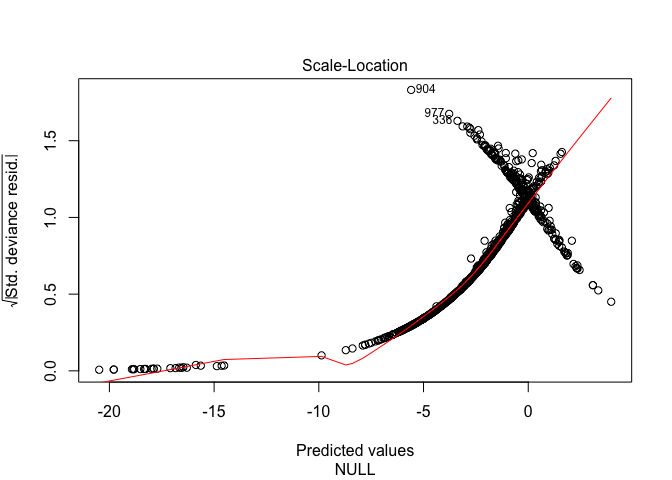 Scale-Location
√|Std. deviance resid.|
1.5
1.0
0.5
0.0
904
977
336
-20 -15 -10 -5 0
Predicted values
NULL